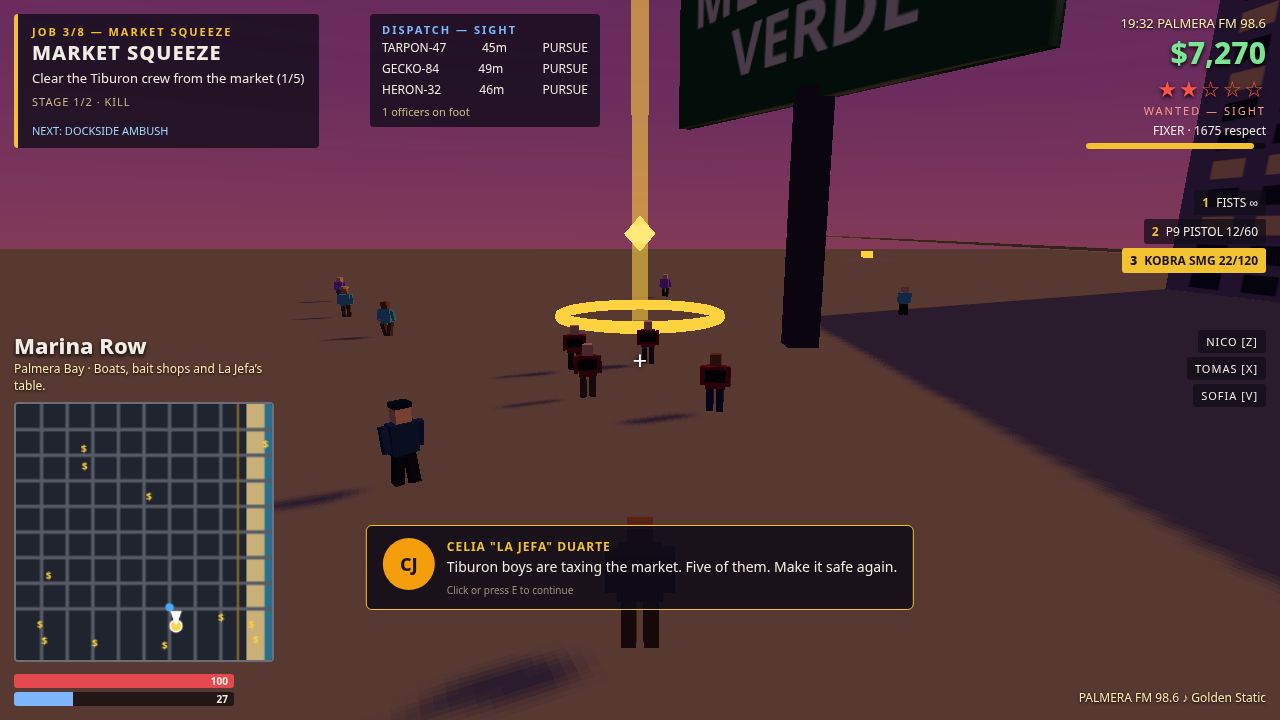 JOB 3/8 — MARKET SQUEEZE
MARKET SQUEEZE
Clear the Tiburon crew from the market (1/5)
STAGE 1/2 · KILL
NEXT: DOCKSIDE AMBUSH
DISPATCH — SIGHT
TARPON-47 45m PURSUE
GECKO-84 49m PURSUE
HERON-32 46m PURSUE
1 officers on foot
VERDE
19:32 PALMERA FM 98.6
$7,270
★★☆☆☆
WANTED — SIGHT
FIXER · 1675 respect
1 FISTS ∞
2 P9 PISTOL 12/60
3 KOBRA SMG 22/120
NICO [Z]
TOMAS [X]
SOFIA [V]
Marina Row
Palmera Bay · Boats, bait shops and La Jefa's
table.
$
$
$
$
$
$
$
$
$
$
$
$
100
27
CJ
CELIA "LA JEFA" DUARTE
Tiburon boys are taxing the market. Five of them. Make it safe again.
Click or press E to continue
PALMERA FM 98.6 ♪ Golden Static